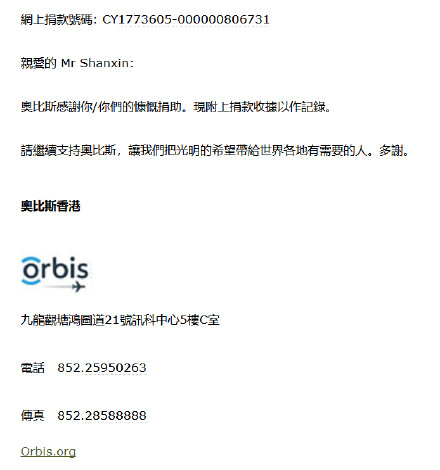 網上捐款號碼: CY1773605-000000806731
親愛的 Mr Shanxin:
奧比斯感謝你/你們的慷慨捐助。現附上捐款收據以作記錄。
請繼續支持奧比斯，讓我們把光明的希望帶給世界各地有需要的人。多謝。
奧比斯香港
orbis
九龍觀塘鴻圖道21號訊科中心5樓C室
電話 852.25950263
傳真 852.28588888
Orbis.org